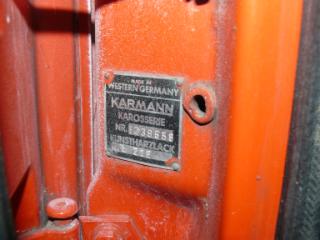 MADE IN
WESTERN GERMANY
KARMANN
KAROSSERIE
NR.
KUNSTHARZLACK